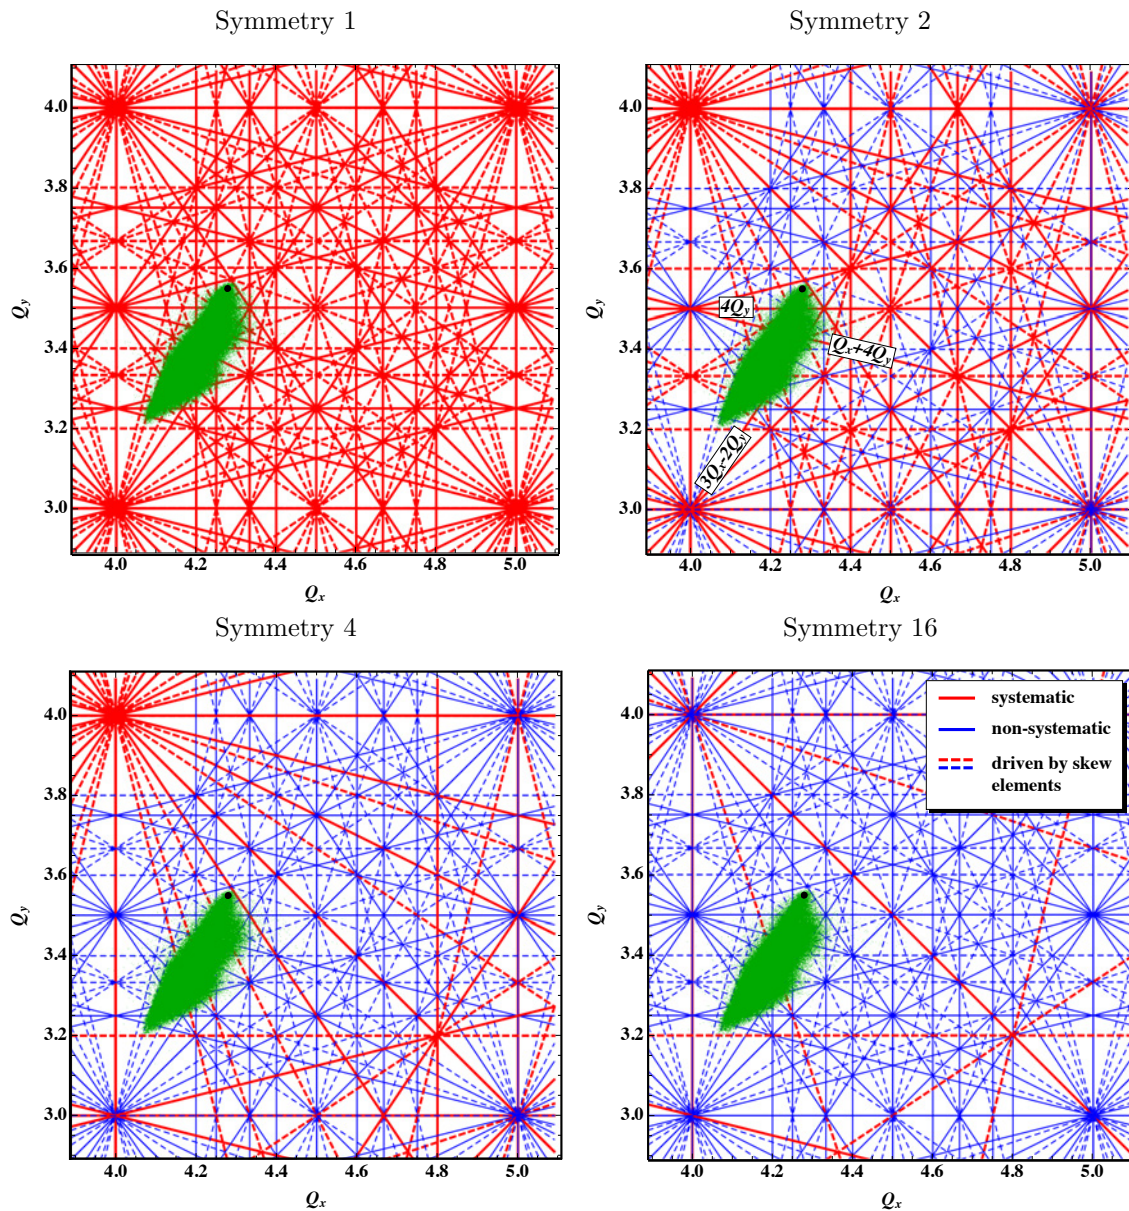 Symmetry 1
Symmetry 2
4.0
3.8
3.6
3.4
3.2
3.0
Q_y
4.0 4.2 4.4 4.6 4.8 5.0
Q_x
4.0
3.8
3.6
3.4
3.2
3.0
Q_y
4Q_y
Q_x+4Q_y
3Q_x-2Q_y
4.0 4.2 4.4 4.6 4.8 5.0
Q_x
Symmetry 4
Symmetry 16
4.0
3.8
3.6
3.4
3.2
3.0
Q_y
4.0 4.2 4.4 4.6 4.8 5.0
Q_x
4.0
3.8
3.6
3.4
3.2
3.0
Q_y
systematic
non-systematic
driven by skew
elements
4.0 4.2 4.4 4.6 4.8 5.0
Q_x